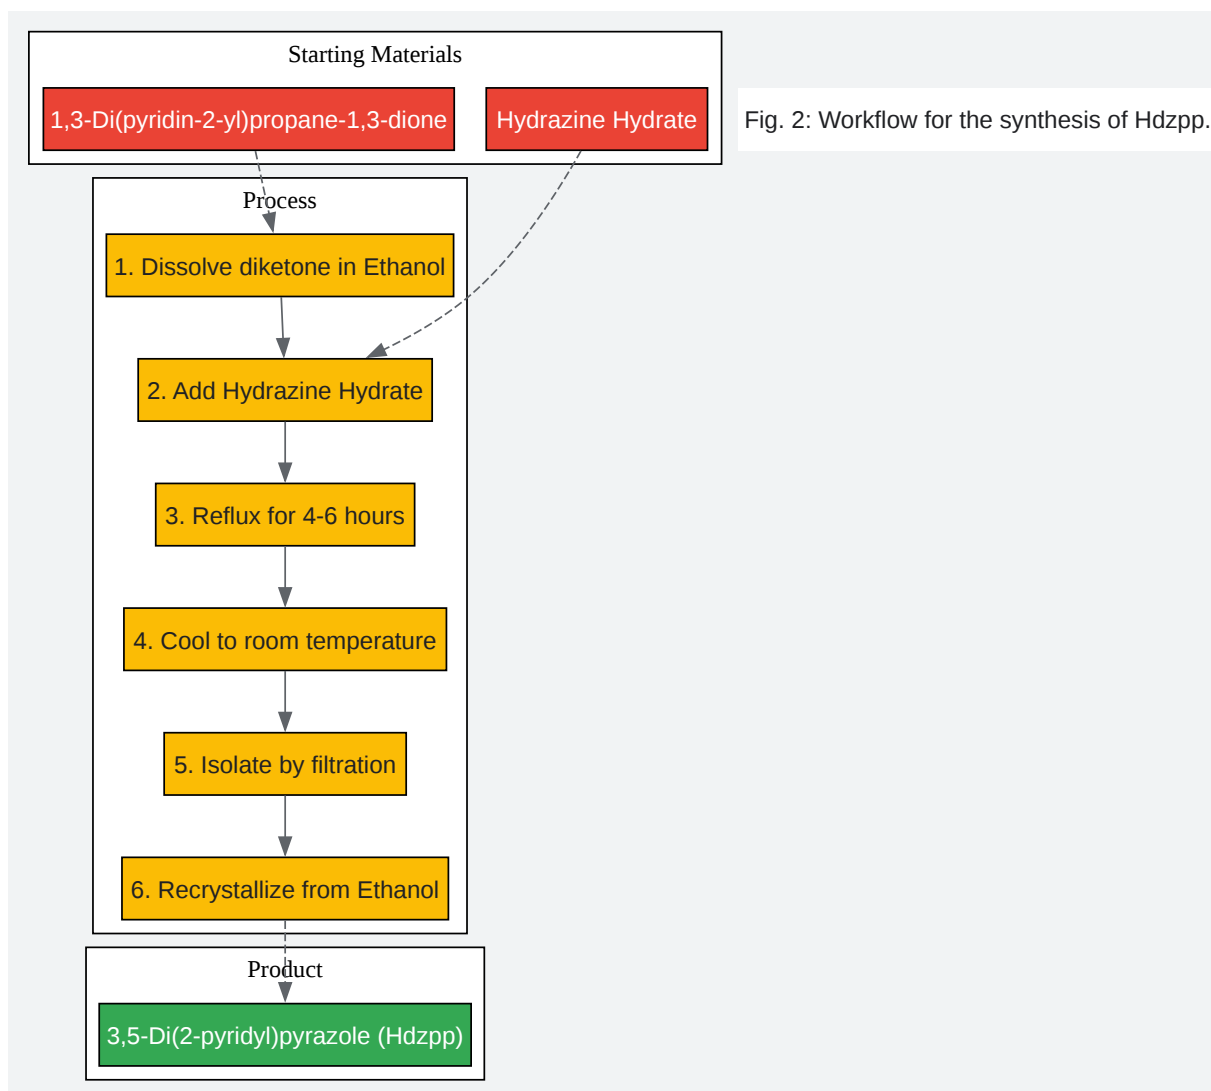 Starting Materials
1,3-Di(pyridin-2-yl)propane-1,3-dione
Hydrazine Hydrate
Fig. 2: Workflow for the synthesis of Hdzpp.
Process
1. Dissolve diketone in Ethanol
2. Add Hydrazine Hydrate
3. Reflux for 4-6 hours
4. Cool to room temperature
5. Isolate by filtration
6. Recrystallize from Ethanol
Product
3,5-Di(2-pyridyl)pyrazole (Hdzpp)